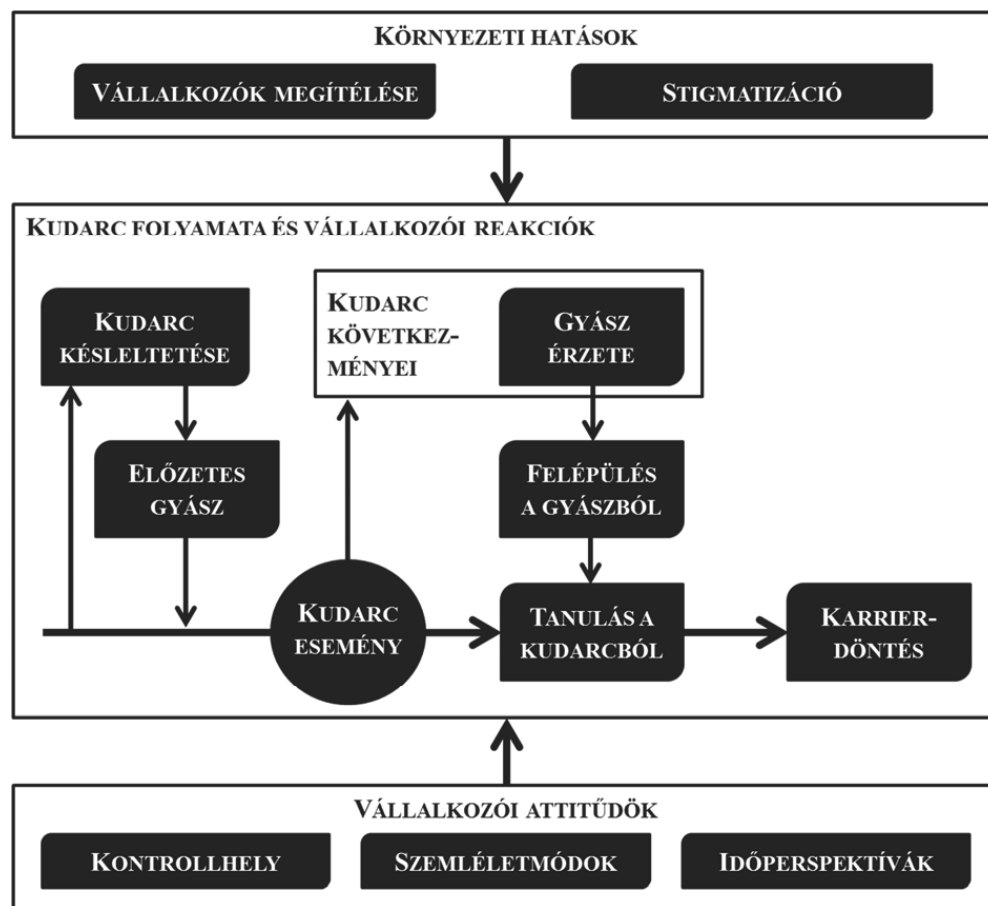 KÖRNYEZETI HATÁSOK
VÁLLALKOZÓK MEGÍTÉLÉSE
STIGMATIZÁCIÓ
KUDARC FOLYAMATA ÉS VÁLLALKOZÓI REAKCIÓK
KUDARC
KÉSLELTETÉSE
KUDARC
KÖVETKEZ-
MÉNYEI
GYÁSZ
ÉRZETE
ELŐZETES
GYÁSZ
FELÉPÜLÉS
A GYÁSZBÓL
KUDARC
ESEMÉNY
TANULÁS A
KUDARCBÓL
KARRIER-
DÖNTÉS
VÁLLALKOZÓI ATTITŰDÖK
KONTROLLHELY
SZEMLÉLETMÓDOK
IDŐPERSPEKTÍVÁK